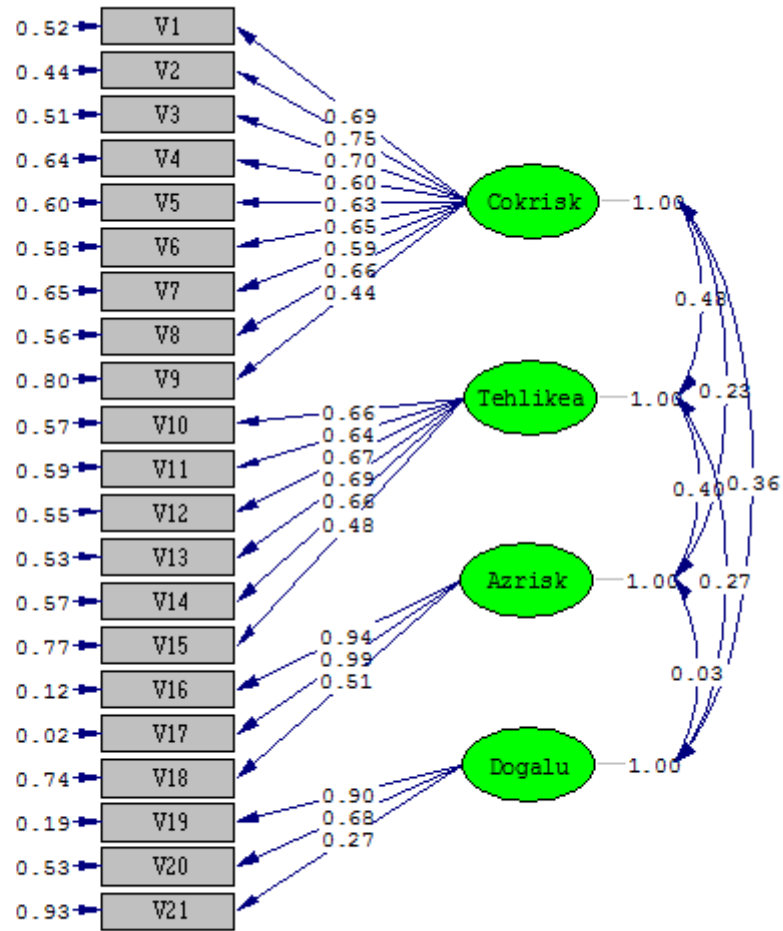 0.52 V1
0.44 V2
0.51 V3
0.64 V4
0.60 V5
0.58 V6
0.65 V7
0.56 V8
0.80 V9
0.57 V10
0.59 V11
0.55 V12
0.53 V13
0.57 V14
0.77 V15
0.12 V16
0.02 V17
0.74 V18
0.19 V19
0.53 V20
0.93 V21
0.69
0.75
0.70
0.60
0.63
0.65
0.59
0.66
0.44
0.66
0.64
0.67
0.69
0.66
0.48
0.94
0.99
0.51
0.90
0.68
0.27
Cokrisk 1.00
Tehlikea 1.00
Azrisk 1.00
Dogalu 1.00
0.48
0.23
0.36
0.40
0.27
0.03